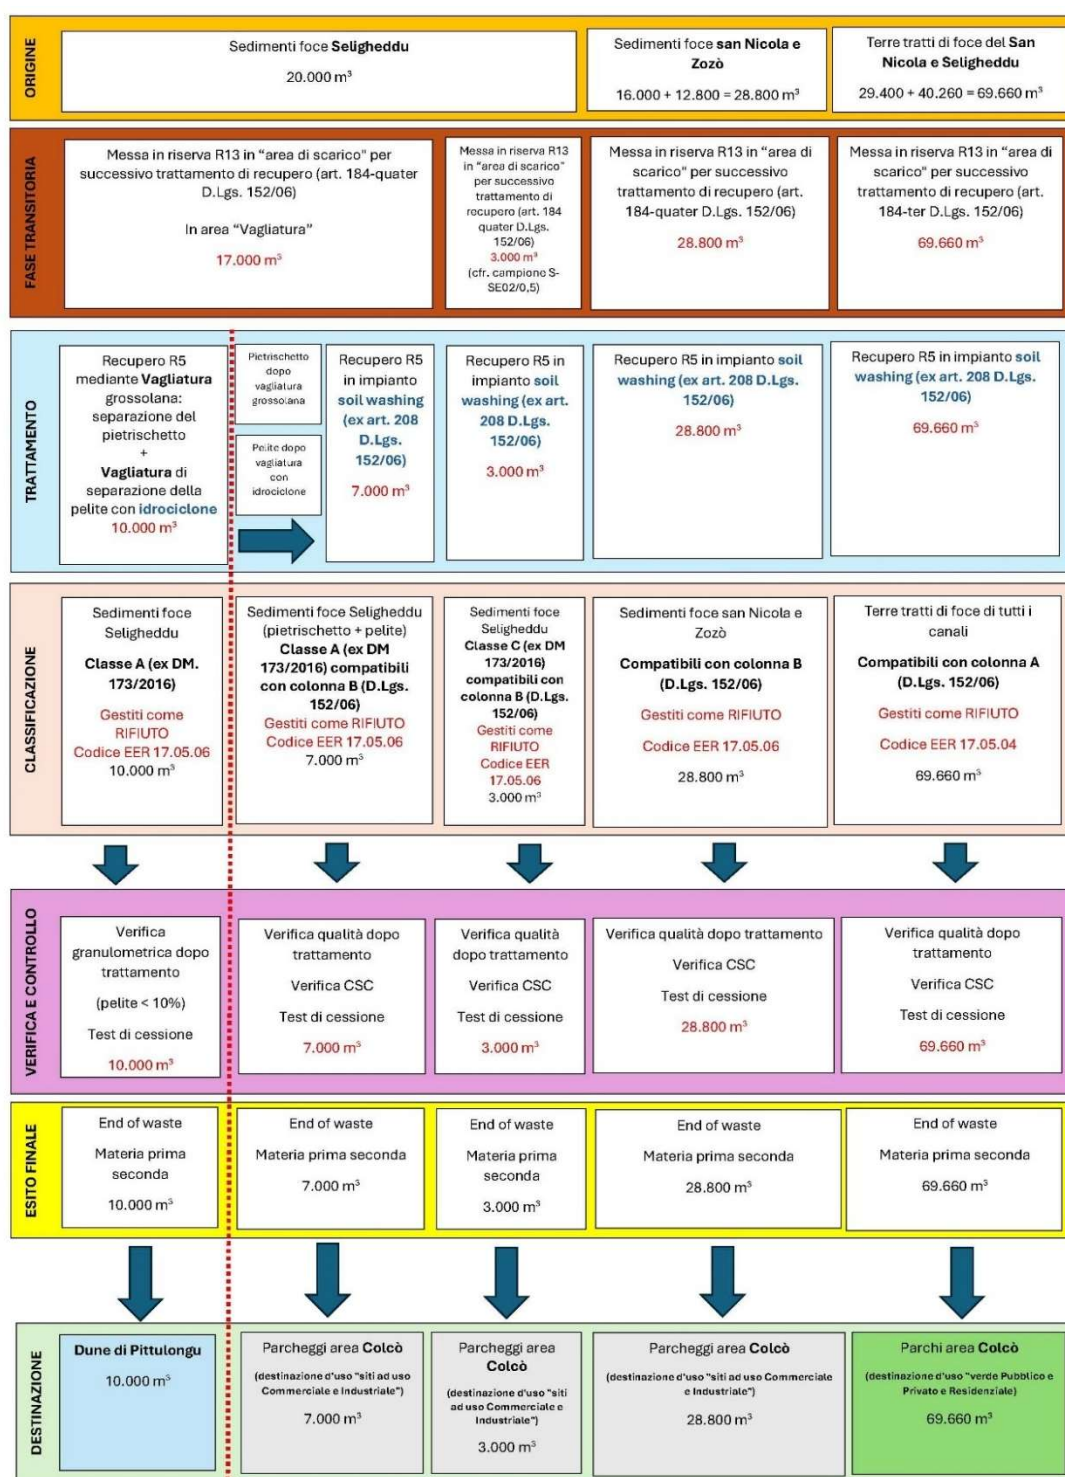 ORIGINE
Sedimenti foce Seligheddu
20.000 m³
Sedimenti foce san Nicola e
Zozò
16.000 + 12.800 = 28.800 m³
Terre tratti di foce del San
Nicola e Seligheddu
29.400 + 40.260 = 69.660 m³
FASE TRANSITORIA
Messa in riserva R13 in "area di scarico" per
successivo trattamento di recupero (art. 184-quater
D.Lgs. 152/06)
In area "Vagliatura"
17.000 m³
Messa in riserva R13
in "area di scarico"
per successivo
trattamento di
recupero (art. 184
quater D.Lgs.
152/06)
3.000 m³
(cfr. campione S-
SE02/0,5)
Messa in riserva R13 in "area di
scarico" per successivo
trattamento di recupero (art.
184-quater D.Lgs. 152/06)
28.800 m³
Messa in riserva R13 in "area di
scarico" per successivo
trattamento di recupero (art.
184-ter D.Lgs. 152/06)
69.660 m³
TRATTAMENTO
Recupero R5
mediante Vagliatura
grossolana:
separazione del
pietrischetto
+
Vagliatura di
separazione della
pelite con idrociclone
10.000 m³
Pietrischetto
dopo
vagliatura
grossolana
Pelite dopo
vagliatura
con
idrociclone
Recupero R5
in impianto
soil washing
(ex art. 208
D.Lgs.
152/06)
7.000 m³
Recupero R5 in
impianto soil
washing (ex art.
208 D.Lgs.
152/06)
3.000 m³
Recupero R5 in impianto soil
washing (ex art. 208 D.Lgs.
152/06)
28.800 m³
Recupero R5 in impianto soil
washing (ex art. 208 D.Lgs.
152/06)
69.660 m³
CLASSIFICAZIONE
Sedimenti foce
Seligheddu
Classe A (ex DM.
173/2016)
Gestiti come
RIFIUTO
Codice EER 17.05.06
10.000 m³
Sedimenti foce Seligheddu
(pietrischetto + pelite)
Classe A (ex DM
173/2016) compatibili
con colonna B (D.Lgs.
152/06)
Gestiti come RIFIUTO
Codice EER 17.05.06
7.000 m³
Sedimenti foce
Seligheddu
Classe C (ex DM
173/2016)
compatibili con
colonna B (D.Lgs.
152/06)
Gestiti come
RIFIUTO
Codice EER
17.05.06
3.000 m³
Sedimenti foce san Nicola e
Zozò
Compatibili con colonna B
(D.Lgs. 152/06)
Gestiti come RIFIUTO
Codice EER 17.05.06
28.800 m³
Terre tratti di foce di tutti i
canali
Compatibili con colonna A
(D.Lgs. 152/06)
Gestiti come RIFIUTO
Codice EER 17.05.04
69.660 m³
VERIFICA E CONTROLLO
Verifica
granulometrica dopo
trattamento
(pelite < 10%)
Test di cessione
10.000 m³
Verifica qualità dopo
trattamento
Verifica CSC
Test di cessione
7.000 m³
Verifica qualità
dopo trattamento
Verifica CSC
Test di cessione
3.000 m³
Verifica qualità dopo trattamento
Verifica CSC
Test di cessione
28.800 m³
Verifica qualità dopo
trattamento
Verifica CSC
Test di cessione
69.660 m³
ESITO FINALE
End of waste
Materia prima
seconda
10.000 m³
End of waste
Materia prima seconda
7.000 m³
End of waste
Materia prima
seconda
3.000 m³
End of waste
Materia prima seconda
28.800 m³
End of waste
Materia prima seconda
69.660 m³
DESTINAZIONE
Dune di Pittulongu
10.000 m³
Parcheggi area Colcò
(destinazione d'uso "siti ad uso
Commerciale e Industriale")
7.000 m³
Parcheggi area
Colcò
(destinazione d'uso "siti
ad uso Commerciale e
Industriale")
3.000 m³
Parcheggi area Colcò
(destinazione d'uso "siti ad uso Commerciale
e Industriale")
28.800 m³
Parchi area Colcò
(destinazione d'uso "verde Pubblico e
Privato e Residenziale)
69.660 m³